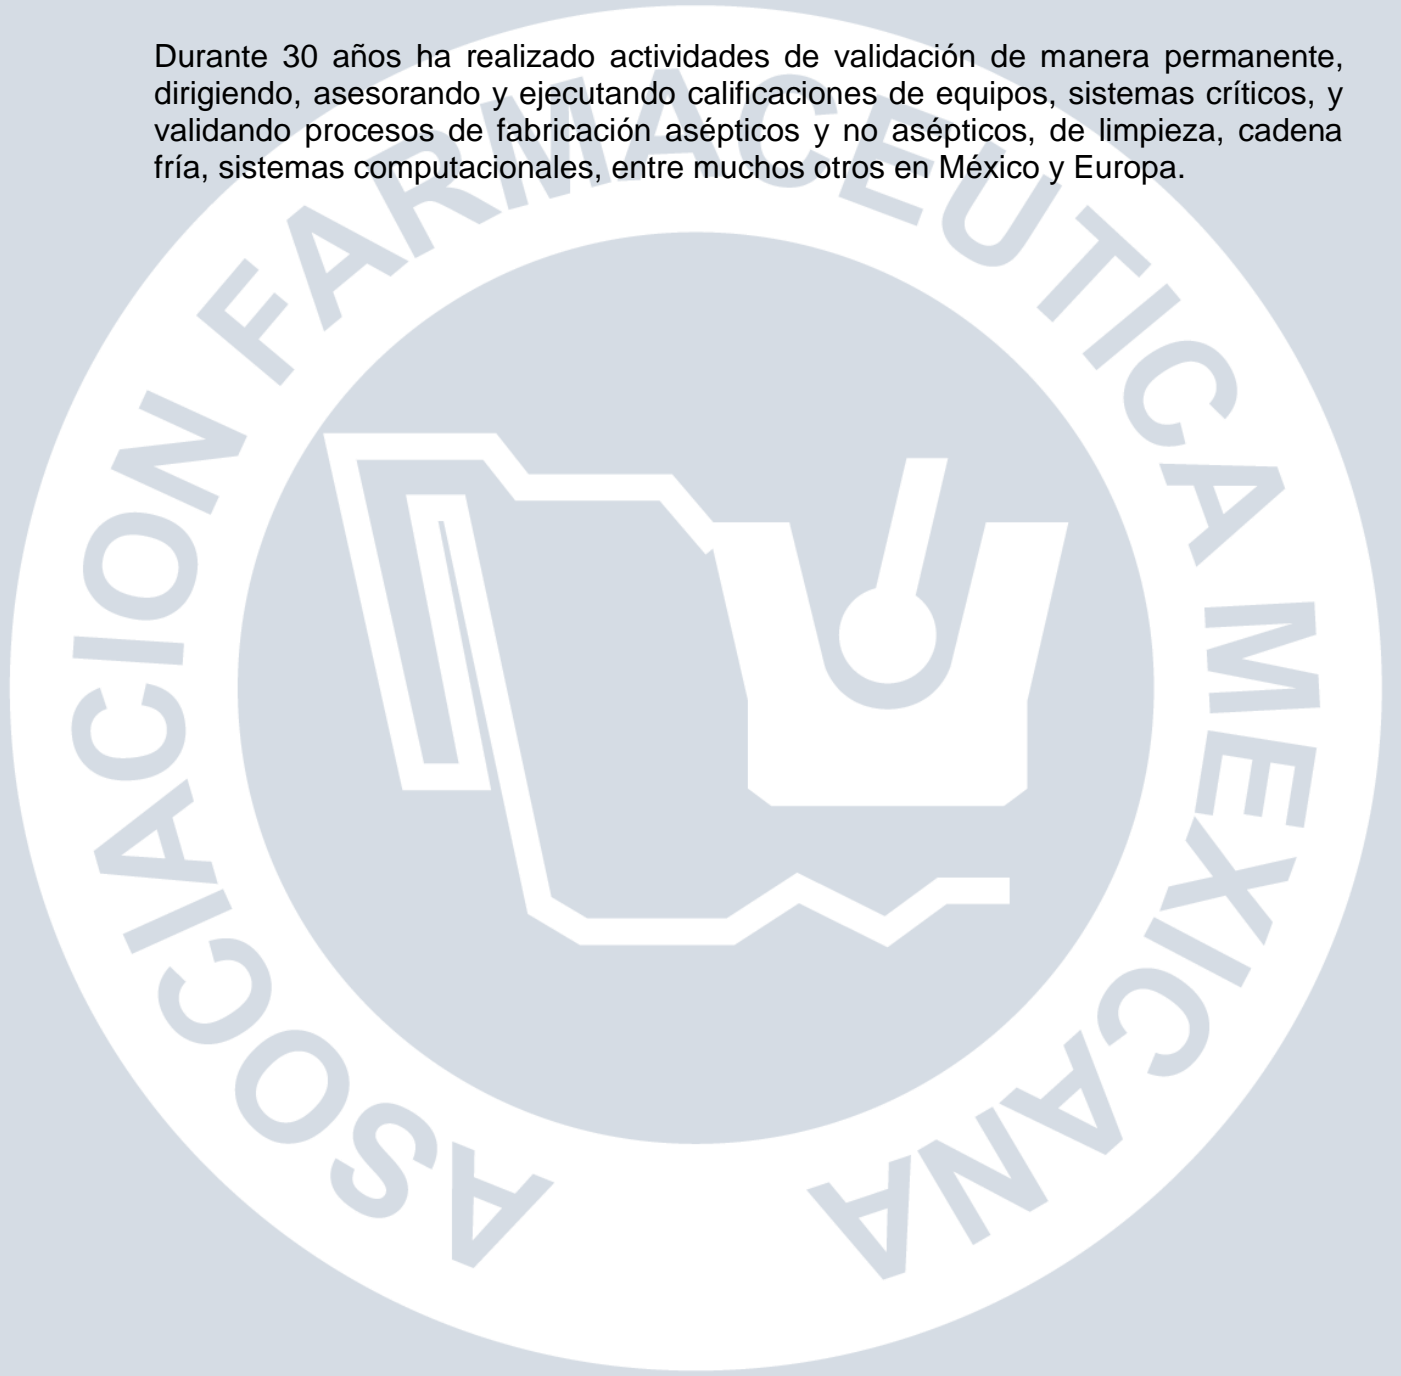 Durante 30 años ha realizado actividades de validación de manera permanente,
dirigiendo, asesorando y ejecutando calificaciones de equipos, sistemas críticos, y
validando procesos de fabricación asépticos y no asépticos, de limpieza, cadena
fría, sistemas computacionales, entre muchos otros en México y Europa.
ASOCIACION FARMACEUTICA MEXICANA